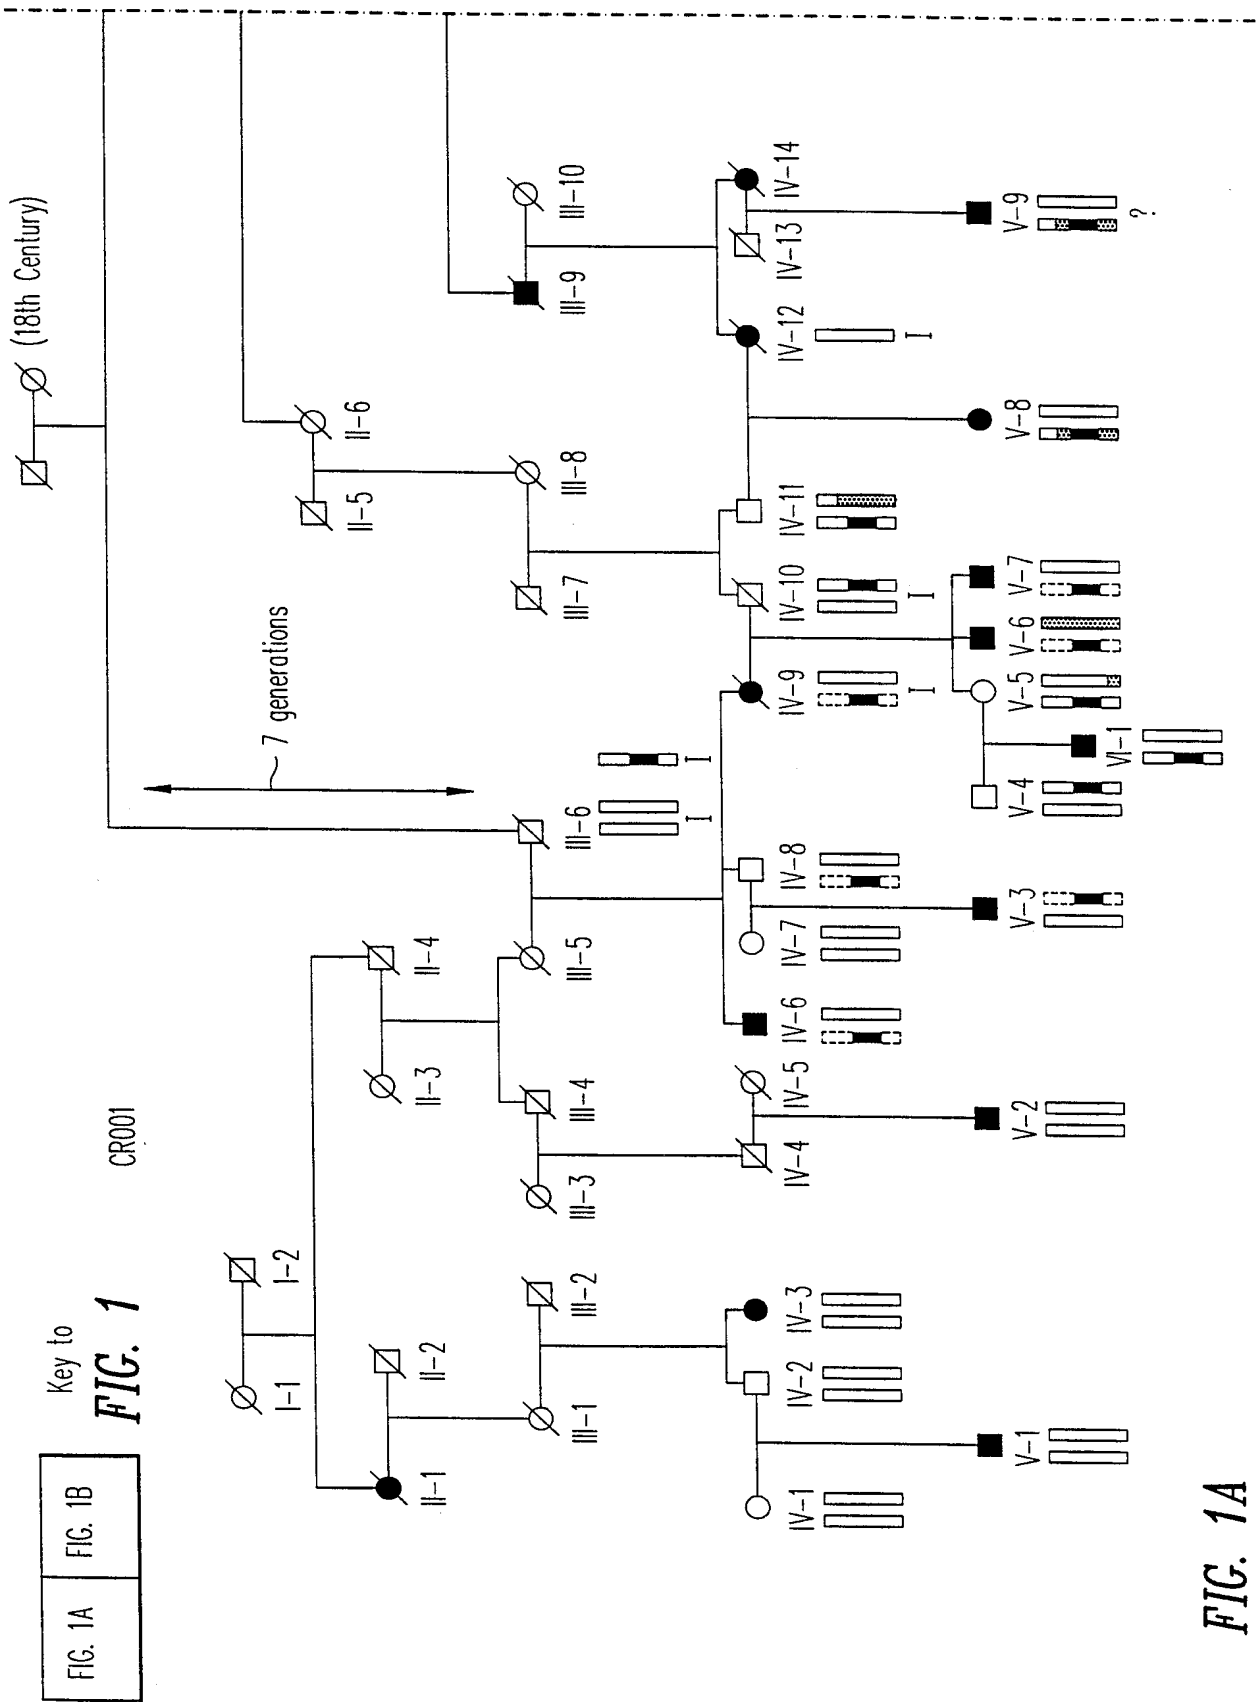 FIG. 1A
FIG. 1B
Key to
FIG. 1
CR001
(18th Century)
7 generations
I-1
I-2
II-1
II-2
II-3
II-4
II-5
II-6
III-1
III-2
III-3
III-4
III-5
III-6
III-7
III-8
III-9
III-10
I
I
IV-1
IV-2
IV-3
IV-4
IV-5
IV-6
IV-7
IV-8
IV-9
IV-10
IV-11
IV-12
IV-13
IV-14
I
I
I
V-1
V-2
V-3
V-4
V-5
V-6
V-7
V-8
V-9
?
VI-1
FIG. 1A